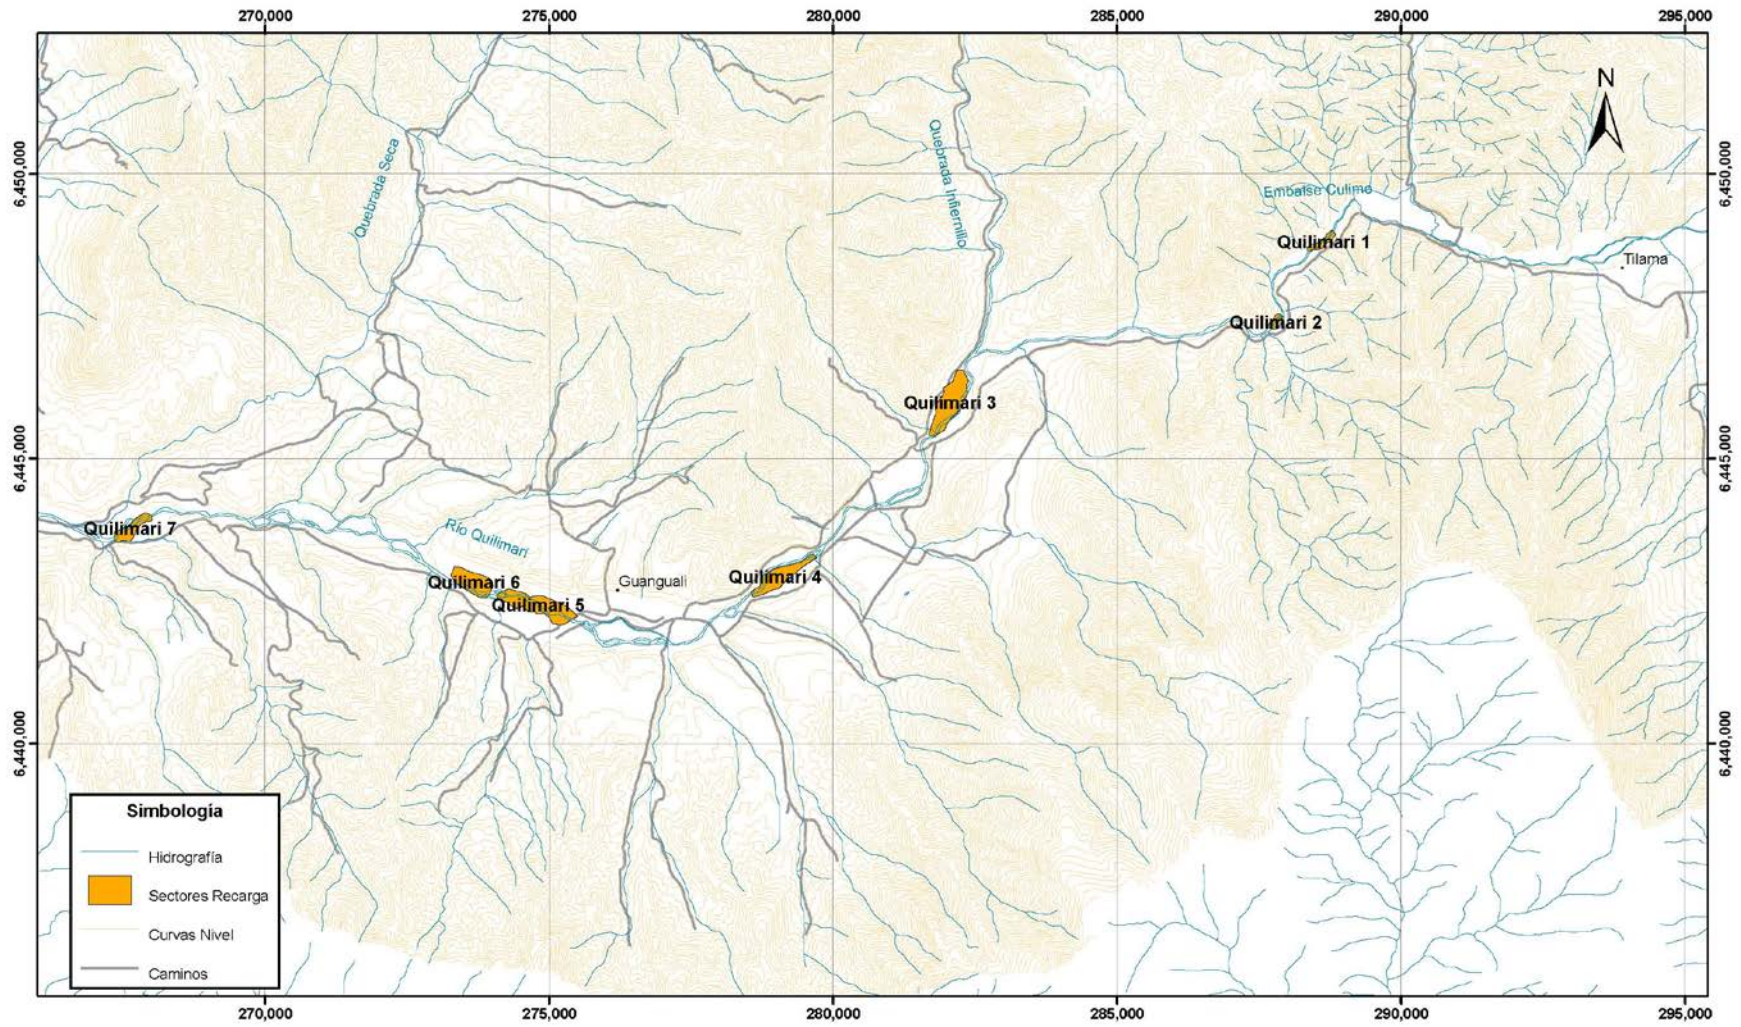 270,000 275,000 280,000 285,000 290,000 295,000
N
Quebrada Seca
Quebrada Infiernillo
6,450,000 6,450,000
Embalse Culimo
Quilimari 1
Tilama
Quilimari 2
Quilimari 3
6,445,000 6,445,000
Quilimari 7
Río Quilimarí
Quilimari 6
Guanguali
Quilimari 4
Quilimari 5
6,440,000 6,440,000
Simbología
Hidrografía
Sectores Recarga
Curvas Nivel
Caminos
270,000 275,000 280,000 285,000 290,000 295,000